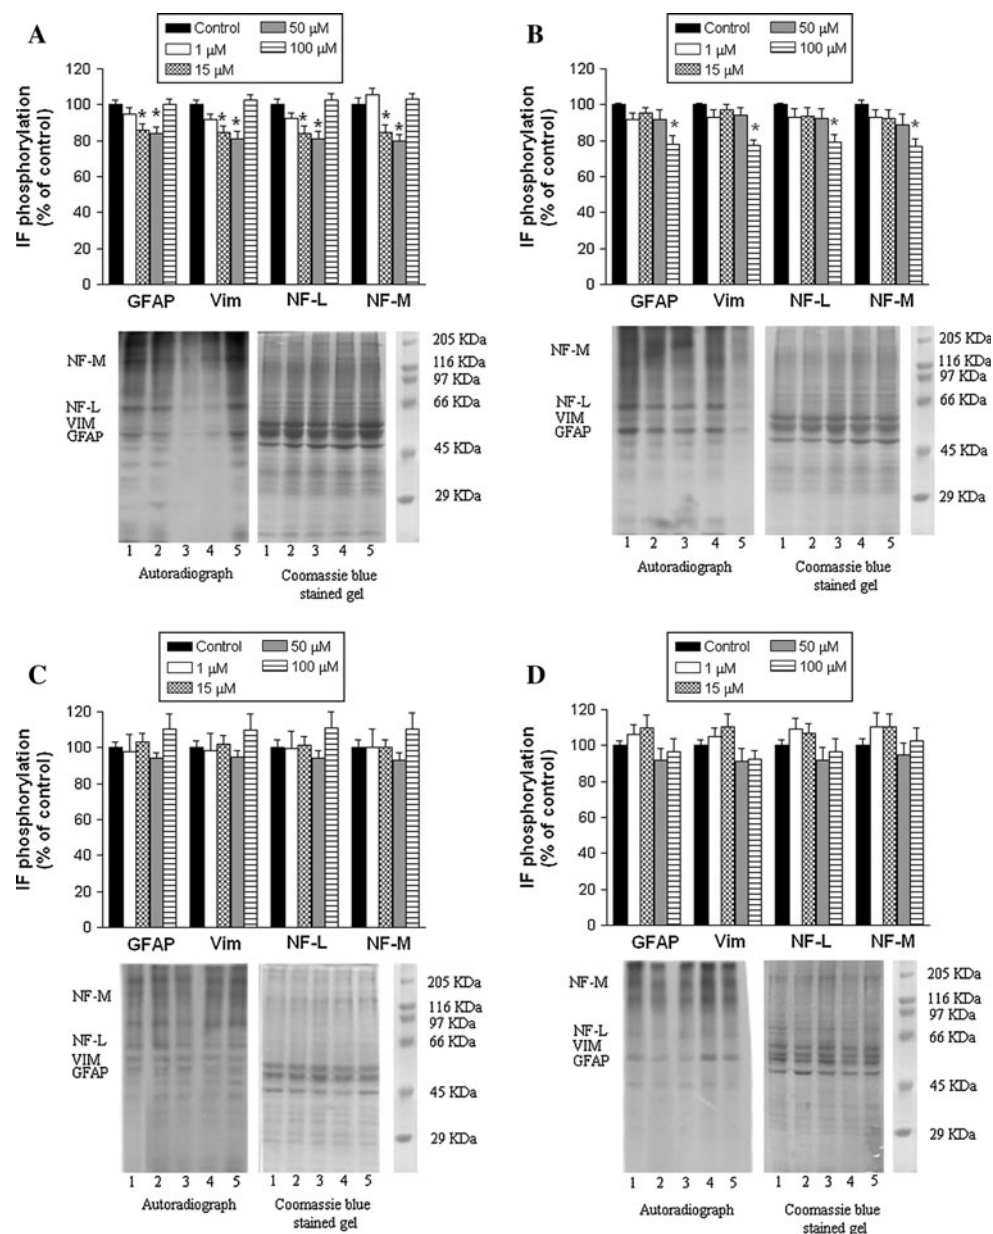 A
Control 50 µM
1 µM 100 µM
15 µM
IF phosphorylation
(% of control)
120
100
80
60
40
20
0
* * * * * * * *
GFAP Vim NF-L NF-M
NF-M
NF-L
VIM
GFAP
205 KDa
116 KDa
97 KDa
66 KDa
45 KDa
29 KDa
1 2 3 4 5 1 2 3 4 5
Autoradiograph Coomassie blue
stained gel
B
Control 50 µM
1 µM 100 µM
15 µM
IF phosphorylation
(% of control)
120
100
80
60
40
20
0
* * * *
GFAP Vim NF-L NF-M
NF-M
NF-L
VIM
GFAP
205 KDa
116 KDa
97 KDa
66 KDa
45 KDa
29 KDa
1 2 3 4 5 1 2 3 4 5
Autoradiograph Coomassie blue
stained gel
C
Control 50 µM
1 µM 100 µM
15 µM
IF phosphorylation
(% of control)
120
100
80
60
40
20
0
GFAP Vim NF-L NF-M
NF-M
NF-L
VIM
GFAP
205 KDa
116 KDa
97 KDa
66 KDa
45 KDa
29 KDa
1 2 3 4 5 1 2 3 4 5
Autoradiograph Coomassie blue
stained gel
D
Control 50 µM
1 µM 100 µM
15 µM
IF phosphorylation
(% of control)
120
100
80
60
40
20
0
GFAP Vim NF-L NF-M
NF-M
NF-L
VIM
GFAP
205 KDa
116 KDa
97 KDa
66 KDa
45 KDa
29 KDa
1 2 3 4 5 1 2 3 4 5
Autoradiograph Coomassie blue
stained gel